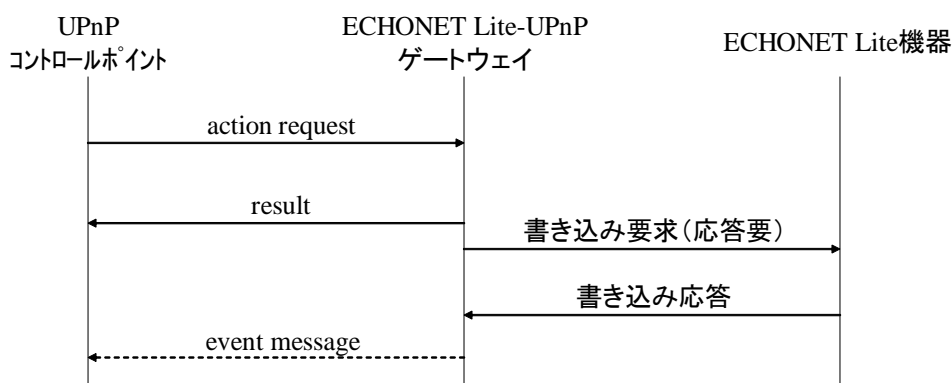 UPnP
コントロールポイント
ECHONET Lite-UPnP
ゲートウェイ
ECHONET Lite機器
action request
result
書き込み要求（応答要）
書き込み応答
event message